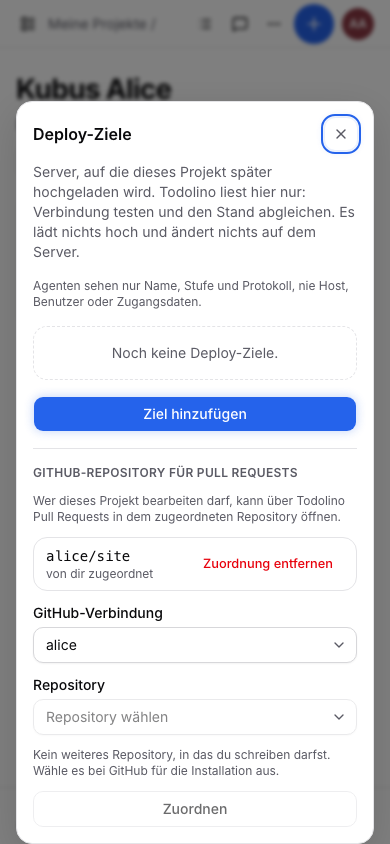 Meine Projekte /
AA
Kubus Alice
Deploy-Ziele
Server, auf die dieses Projekt später
hochgeladen wird. Todolino liest hier nur:
Verbindung testen und den Stand abgleichen. Es
lädt nichts hoch und ändert nichts auf dem
Server.
Agenten sehen nur Name, Stufe und Protokoll, nie Host,
Benutzer oder Zugangsdaten.
Noch keine Deploy-Ziele.
Ziel hinzufügen
GITHUB-REPOSITORY FÜR PULL REQUESTS
Wer dieses Projekt bearbeiten darf, kann über Todolino
Pull Requests in dem zugeordneten Repository öffnen.
alice/site
von dir zugeordnet
Zuordnung entfernen
GitHub-Verbindung
alice
Repository
Repository wählen
Kein weiteres Repository, in das du schreiben darfst.
Wähle es bei GitHub für die Installation aus.
Zuordnen